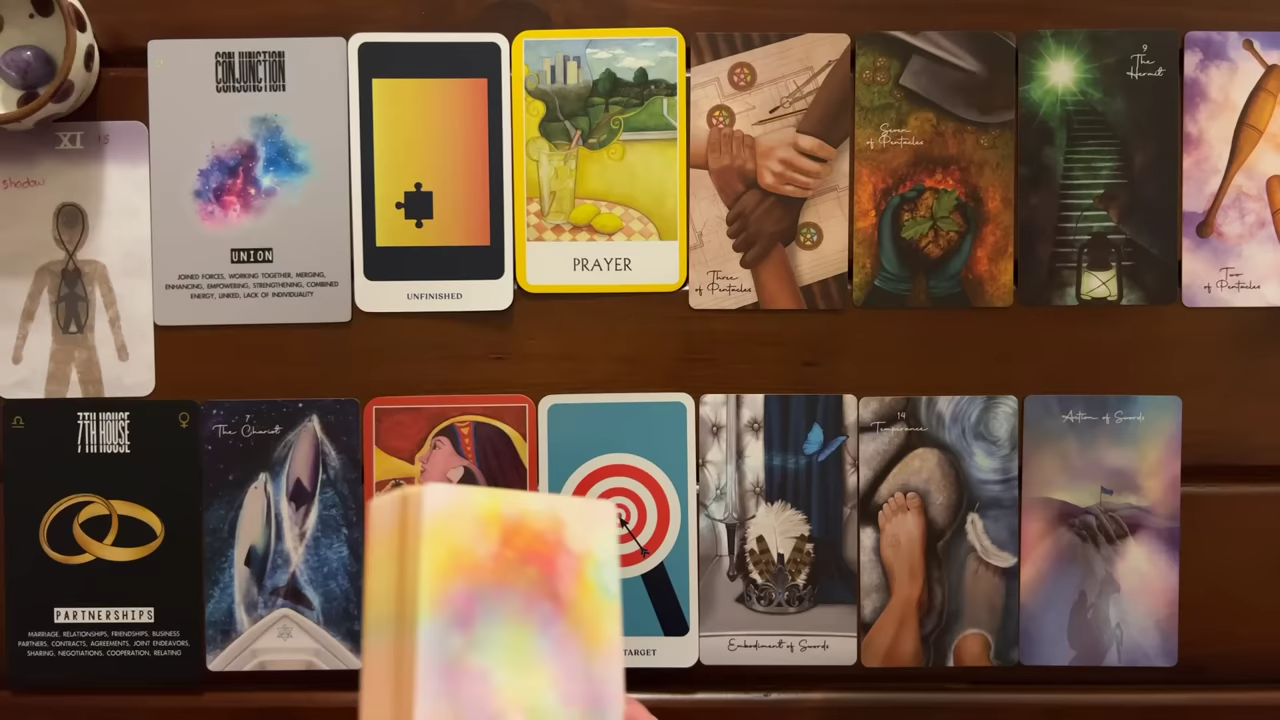 XI 15
shadow
CONJUNCTION
UNION
JOINED FORCES, WORKING TOGETHER, MERGING,
ENHANCING, EMPOWERING, STRENGTHENING, COMBINED
ENERGY, LINKED, LACK OF INDIVIDUALITY
UNFINISHED
PRAYER
Three
of Pentacles
Seven
of Pentacles
9
The
Hermit
Two
of Pentacles
♎ 7TH HOUSE ♀
PARTNERSHIPS
MARRIAGE, RELATIONSHIPS, FRIENDSHIPS, BUSINESS
PARTNERS, CONTRACTS, AGREEMENTS, JOINT ENDEAVORS,
SHARING, NEGOTIATIONS, COOPERATION, RELATING
7
The Chariot
TARGET
Embodiment of Swords
14
Temperance
Action of Swords